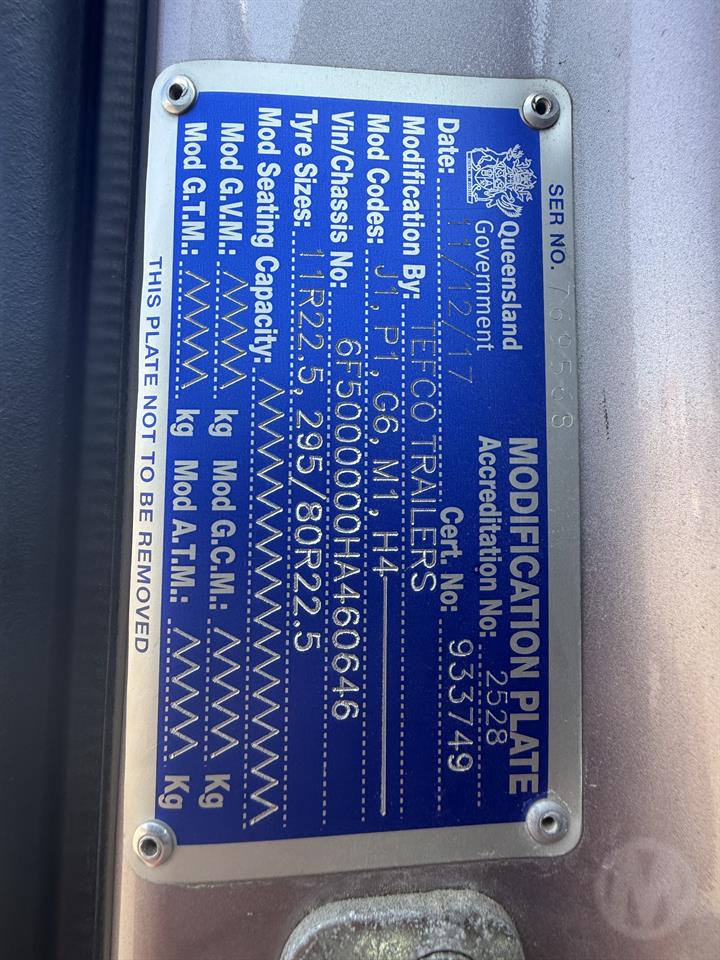 SER NO. 769568
Queensland Government
MODIFICATION PLATE
Accreditation No: 2528
Date: 11/12/17 Cert. No: 933749
Modification By: TEFCO TRAILERS
Mod Codes: J1, P1, G6, M1, H4
Vin/Chassis No: 6F5000000HA460646
Tyre Sizes: 11R22.5, 295/80R22.5
Mod Seating Capacity:
Mod G.V.M.: kg Mod G.C.M.: Kg
Mod G.T.M.: kg Mod A.T.M.: Kg
THIS PLATE NOT TO BE REMOVED
M